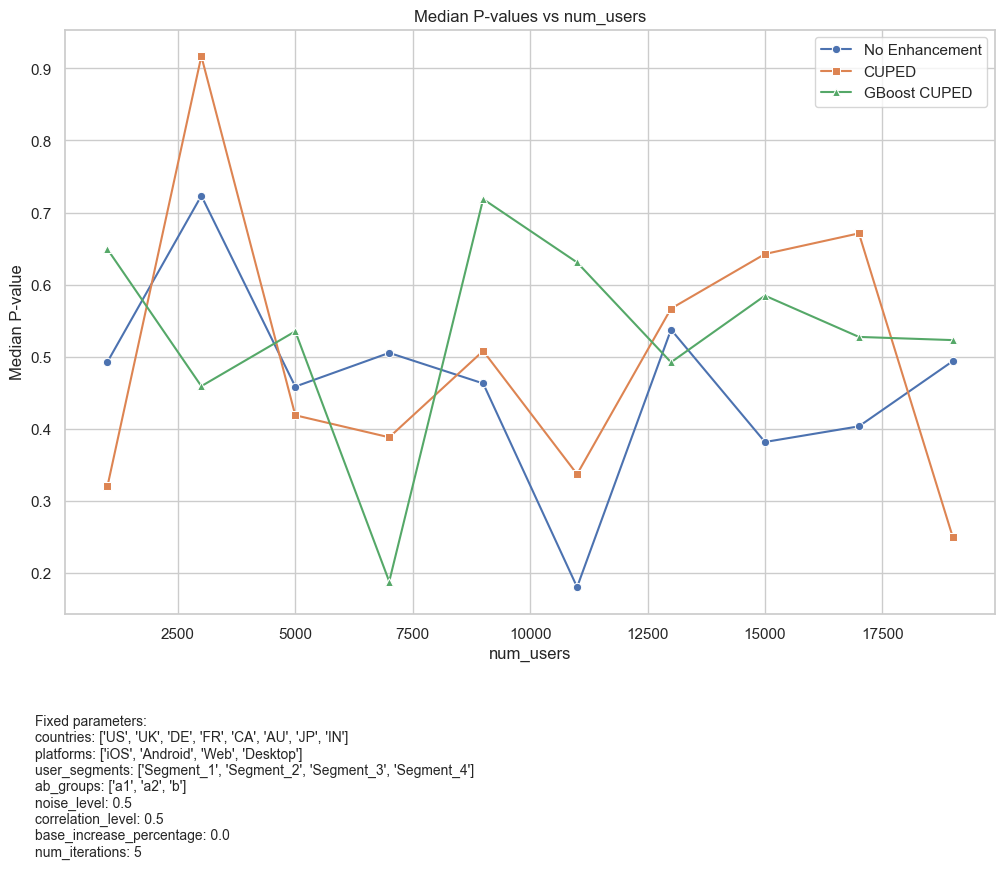 Median P-values vs num_users
No Enhancement
CUPED
GBoost CUPED
Median P-value
0.9
0.8
0.7
0.6
0.5
0.4
0.3
0.2
2500 5000 7500 10000 12500 15000 17500
num_users
Fixed parameters:
countries: ['US', 'UK', 'DE', 'FR', 'CA', 'AU', 'JP', 'IN']
platforms: ['iOS', 'Android', 'Web', 'Desktop']
user_segments: ['Segment_1', 'Segment_2', 'Segment_3', 'Segment_4']
ab_groups: ['a1', 'a2', 'b']
noise_level: 0.5
correlation_level: 0.5
base_increase_percentage: 0.0
num_iterations: 5